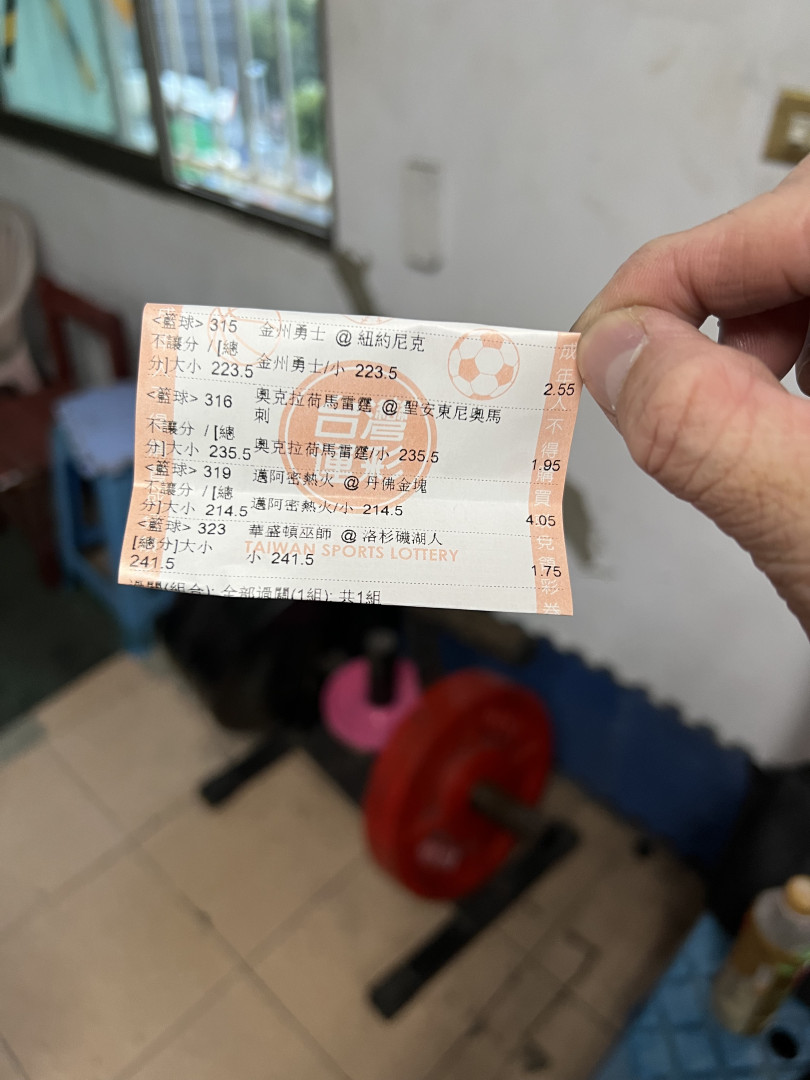 <籃球> 315 金州勇士 @ 紐約尼克
不讓分 / [總
分]大小 223.5 金州勇士/小 223.5 2.55
<籃球> 316 奧克拉荷馬雷霆 @ 聖安東尼奧馬
刺
不讓分 / [總
分]大小 235.5 奧克拉荷馬雷霆/小 235.5 1.95
<籃球> 319 邁阿密熱火 @ 丹佛金塊
不讓分 / [總
分]大小 214.5 邁阿密熱火/小 214.5 4.05
<籃球> 323 華盛頓巫師 @ 洛杉磯湖人
[總分]大小 小 241.5 1.75
241.5
過關(組合): 全部過關(1組): 共1組
台灣
運彩
TAIWAN SPORTS LOTTERY
成年人不得購買